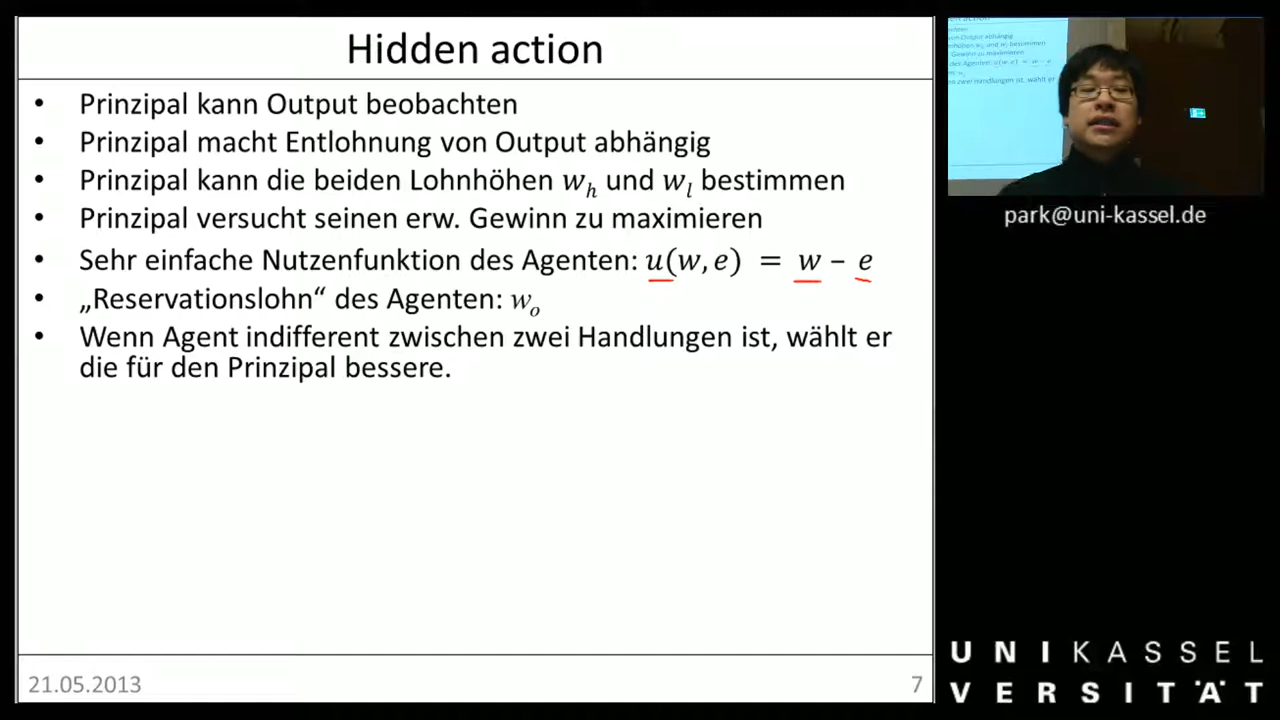 Hidden action
• Prinzipal kann Output beobachten
• Prinzipal macht Entlohnung von Output abhängig
• Prinzipal kann die beiden Lohnhöhen w_h und w_l bestimmen
• Prinzipal versucht seinen erw. Gewinn zu maximieren
• Sehr einfache Nutzenfunktion des Agenten: u(w, e) = w – e
• „Reservationslohn“ des Agenten: w_o
• Wenn Agent indifferent zwischen zwei Handlungen ist, wählt er
die für den Prinzipal bessere.
21.05.2013
7
park@uni-kassel.de
UNIKASSEL
VERSITÄT